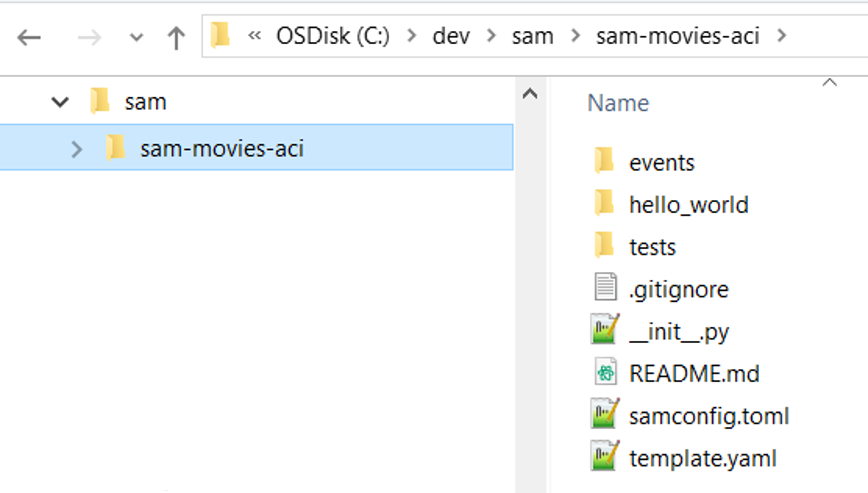 « OSDisk (C:) > dev > sam > sam-movies-aci >
sam
sam-movies-aci
Name
events
hello_world
tests
.gitignore
__init__.py
README.md
samconfig.toml
template.yaml